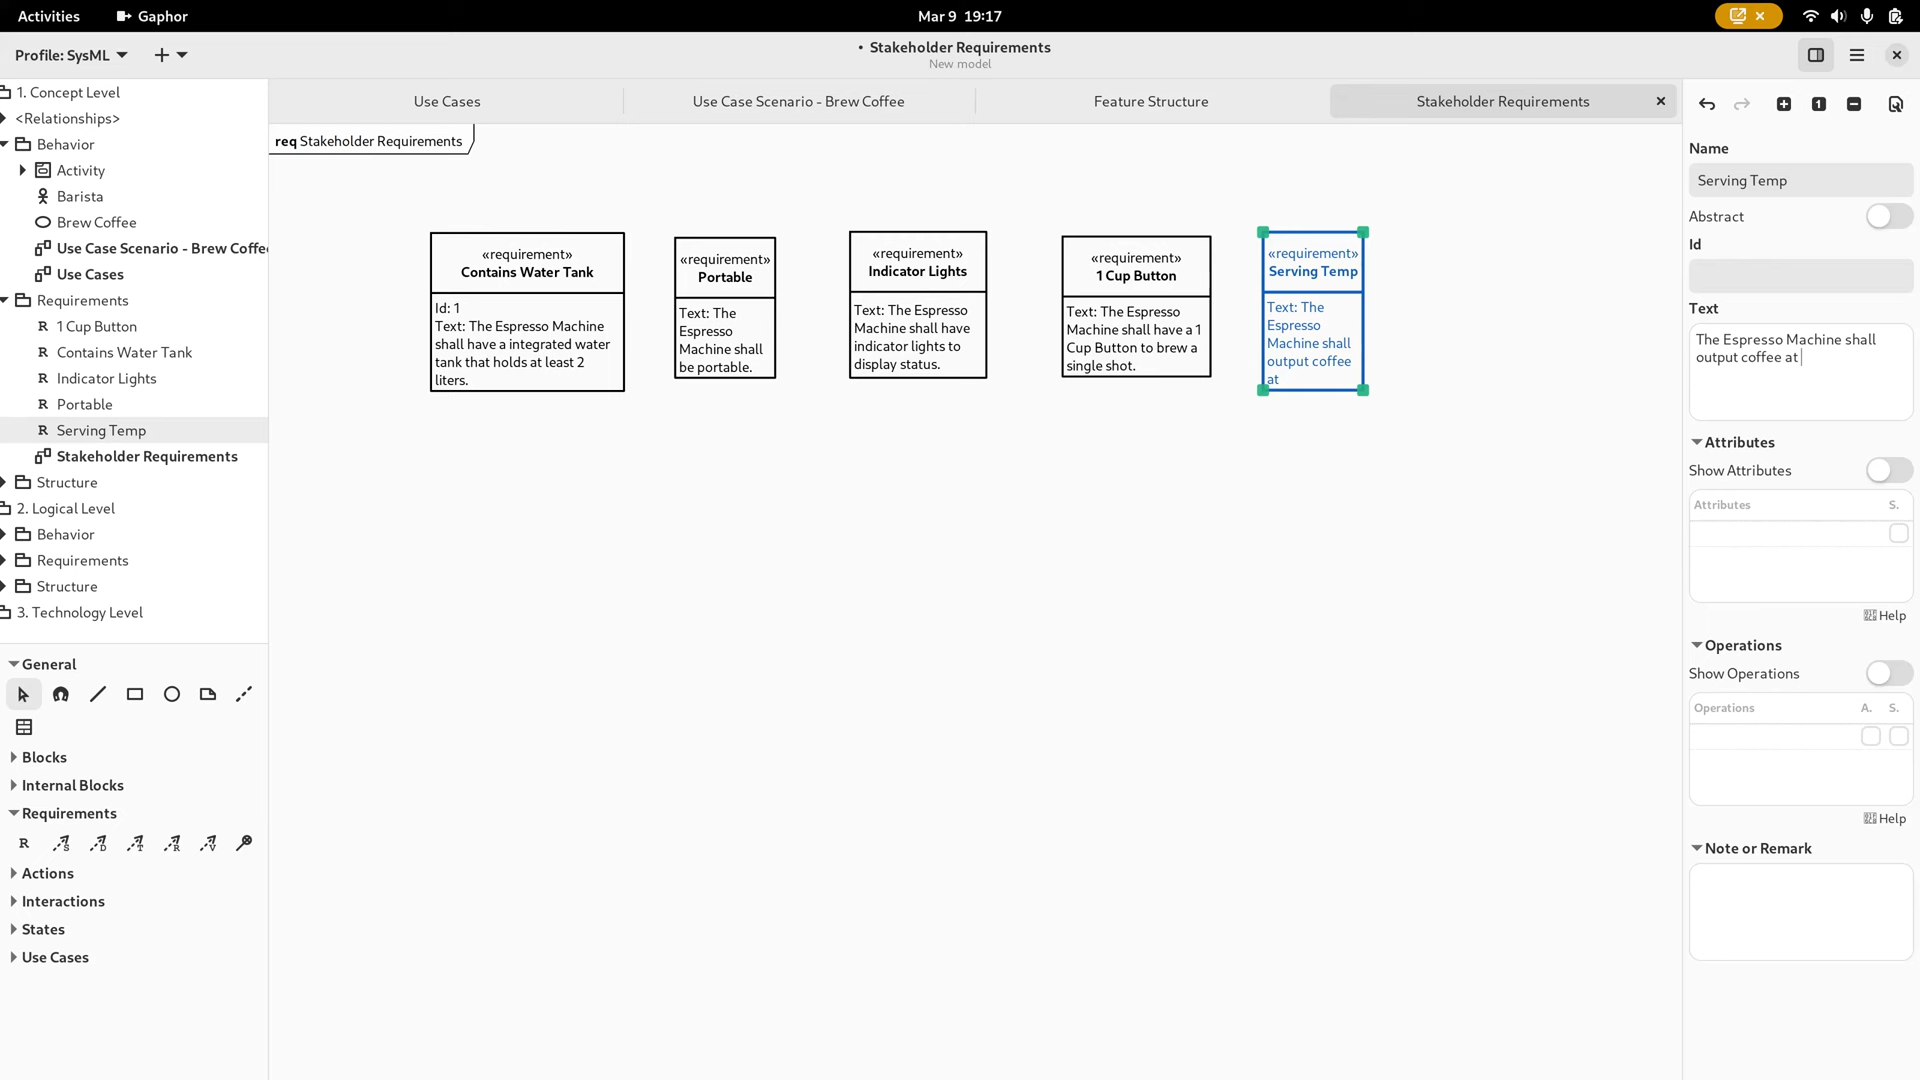 Activities
Gaphor
Mar 9 19:17
Profile: SysML
• Stakeholder Requirements
New model
1. Concept Level
<Relationships>
Behavior
Activity
Barista
Brew Coffee
Use Case Scenario - Brew Coffe
Use Cases
Requirements
R 1 Cup Button
R Contains Water Tank
R Indicator Lights
R Portable
R Serving Temp
Stakeholder Requirements
Structure
2. Logical Level
Behavior
Requirements
Structure
3. Technology Level
General
Blocks
Internal Blocks
Requirements
R S D T R V
Actions
Interactions
States
Use Cases
Use Cases
Use Case Scenario - Brew Coffee
Feature Structure
Stakeholder Requirements
req Stakeholder Requirements
«requirement»
Contains Water Tank
Id: 1
Text: The Espresso Machine
shall have a integrated water
tank that holds at least 2
liters.
«requirement»
Portable
Text: The
Espresso
Machine shall
be portable.
«requirement»
Indicator Lights
Text: The Espresso
Machine shall have
indicator lights to
display status.
«requirement»
1 Cup Button
Text: The Espresso
Machine shall have a 1
Cup Button to brew a
single shot.
«requirement»
Serving Temp
Text: The
Espresso
Machine shall
output coffee
at
1
Name
Serving Temp
Abstract
Id
Text
The Espresso Machine shall
output coffee at
Attributes
Show Attributes
Attributes S.
Help
Operations
Show Operations
Operations A. S.
Help
Note or Remark